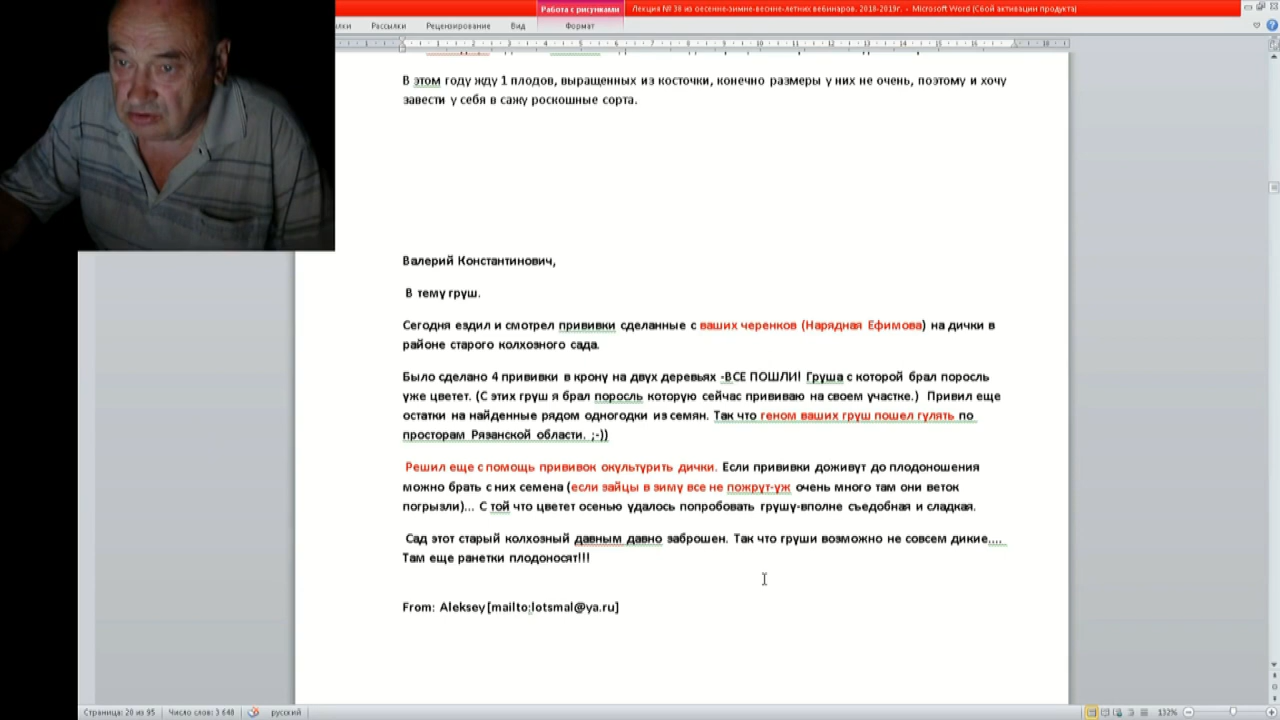 Работа с рисунками
Лекция № 38 из осенне-зимне-весенне-летних вебинаров. 2018-2019г. - Microsoft Word (Сбой активации продукта)
лки Рассылки Рецензирование Вид Формат
В этом году жду 1 плодов, выращенных из косточки, конечно размеры у них не очень, поэтому и хочу
завести у себя в сажу роскошные сорта.
Валерий Константинович,
В тему груш.
Сегодня ездил и смотрел прививки сделанные с ваших черенков (Нарядная Ефимова) на дички в
районе старого колхозного сада.
Было сделано 4 прививки в крону на двух деревьях -ВСЕ ПОШЛИ! Груша с которой брал поросль
уже цветет. (С этих груш я брал поросль которую сейчас прививаю на своем участке.) Привил еще
остатки на найденные рядом одногодки из семян. Так что геном ваших груш пошел гулять по
просторам Рязанской области. ;-))
Решил еще с помощь прививок окультурить дички. Если прививки доживут до плодоношения
можно брать с них семена (если зайцы в зиму все не пожрут-уж очень много там они веток
погрызли)... С той что цветет осенью удалось попробовать грушу-вполне съедобная и сладкая.
Сад этот старый колхозный давным давно заброшен. Так что груши возможно не совсем дикие....
Там еще ранетки плодоносят!!!
From: Aleksey [mailto:lotsmal@ya.ru]
Страница: 20 из 95 Число слов: 3 648 русский 132%